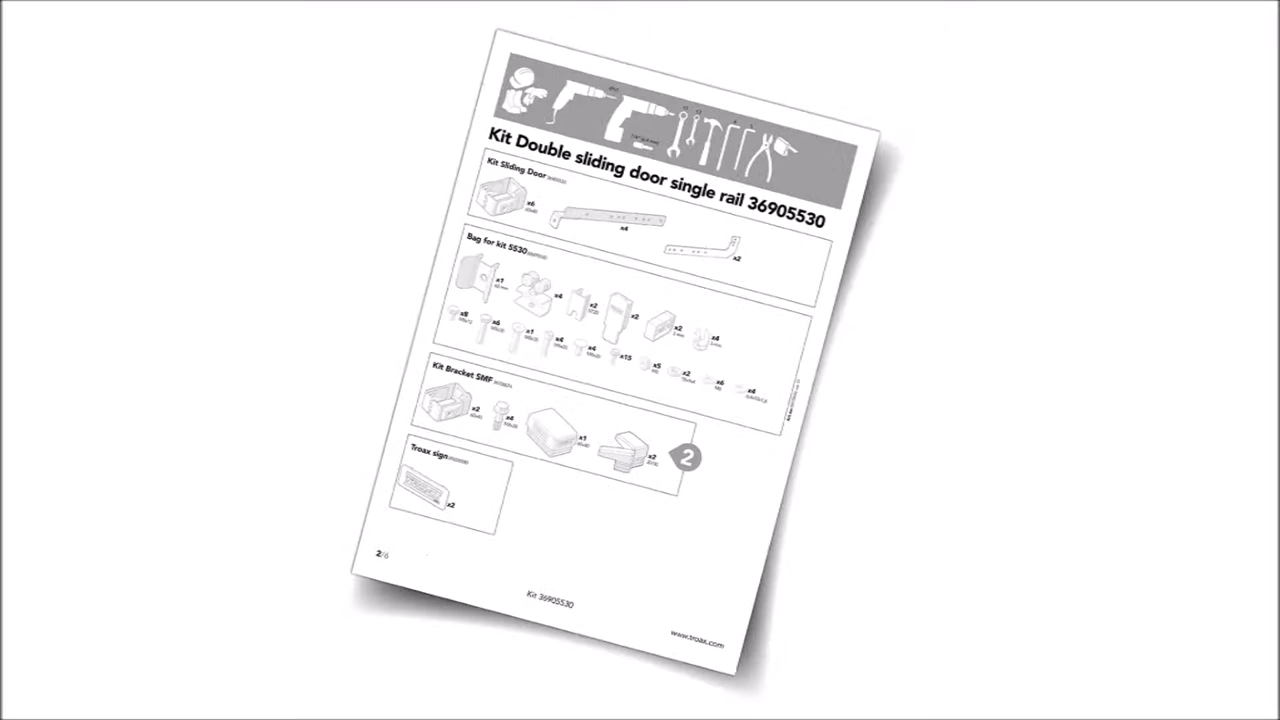 Kit Double sliding door single rail 36905530
Kit Sliding Door
x6
x4
x2
Bag for kit 5530
x1
x4
x2
x2
x2
x4
x8
x6
x1
x4
x4
x15
x5
x2
x6
x4
Kit Bracket SMF
x2
x4
x1
x2
2
Troax sign
x2
2/6
Kit 36905530
www.troax.com